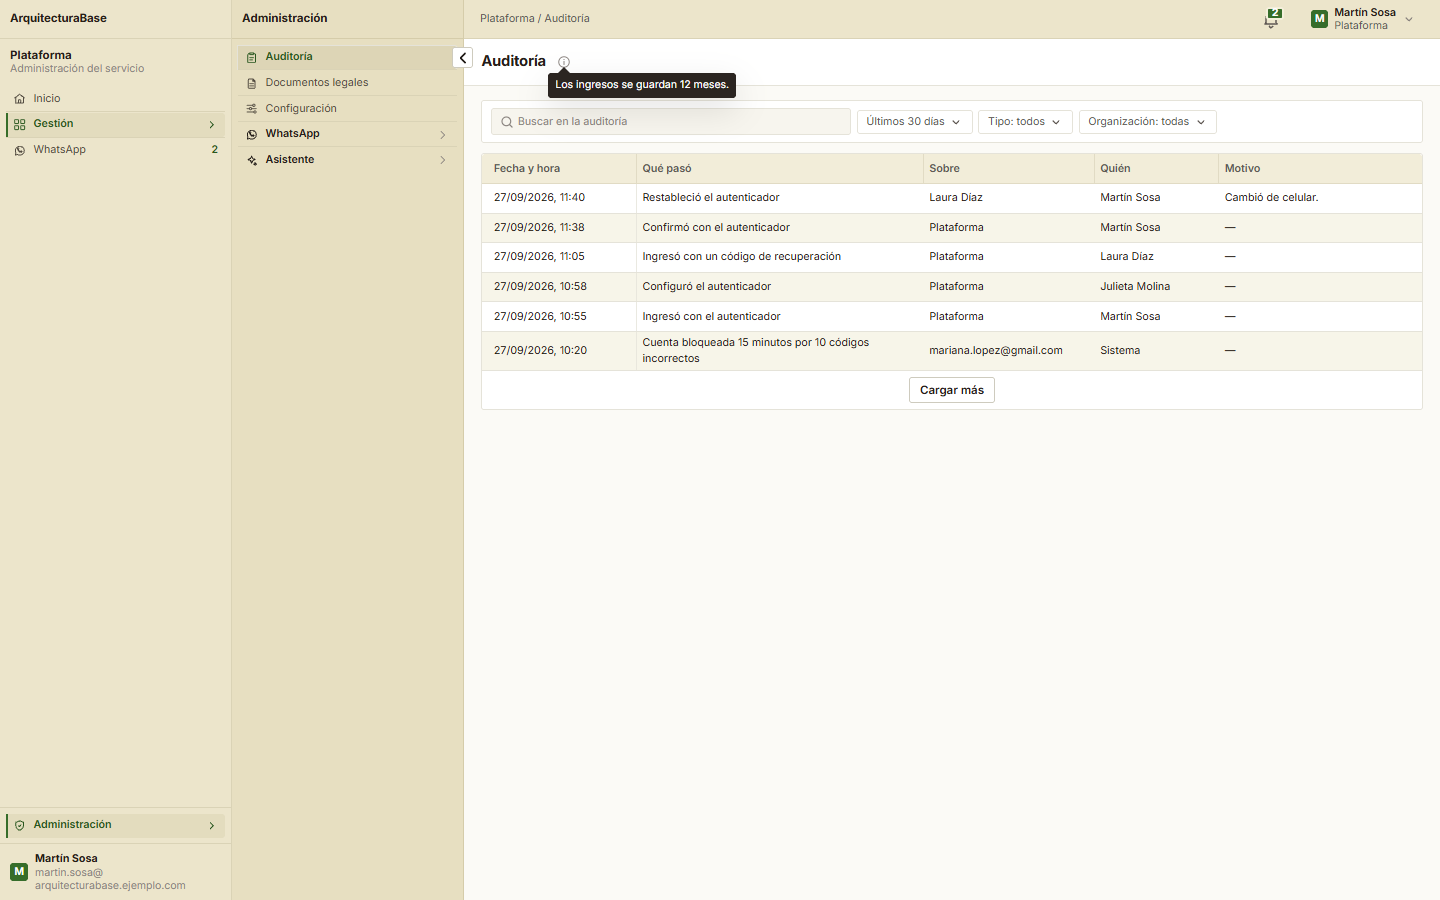 ArquitecturaBase
Plataforma
Administración del servicio
Inicio
Gestión
WhatsApp 2
Administración
M
Martín Sosa
martin.sosa@
arquitecturabase.ejemplo.com
Administración
Auditoría
Documentos legales
Configuración
WhatsApp
Asistente
Plataforma / Auditoría
2
M
Martín Sosa
Plataforma
Auditoría
Los ingresos se guardan 12 meses.
Buscar en la auditoría
Últimos 30 días
Tipo: todos
Organización: todas
Fecha y hora Qué pasó Sobre Quién Motivo
27/09/2026, 11:40 Restableció el autenticador Laura Díaz Martín Sosa Cambió de celular.
27/09/2026, 11:38 Confirmó con el autenticador Plataforma Martín Sosa —
27/09/2026, 11:05 Ingresó con un código de recuperación Plataforma Laura Díaz —
27/09/2026, 10:58 Configuró el autenticador Plataforma Julieta Molina —
27/09/2026, 10:55 Ingresó con el autenticador Plataforma Martín Sosa —
27/09/2026, 10:20 Cuenta bloqueada 15 minutos por 10 códigos
incorrectos mariana.lopez@gmail.com Sistema —
Cargar más